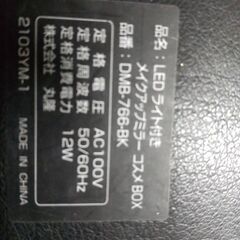 品名：LEDライト付き
メイクアップミラー コスメBOX
品番：DMB-766-BK
定格電圧 AC100V
定格周波数 50/60Hz
定格消費電力 12W
株式会社 丸隆
2103YM-1 MADE IN CHINA